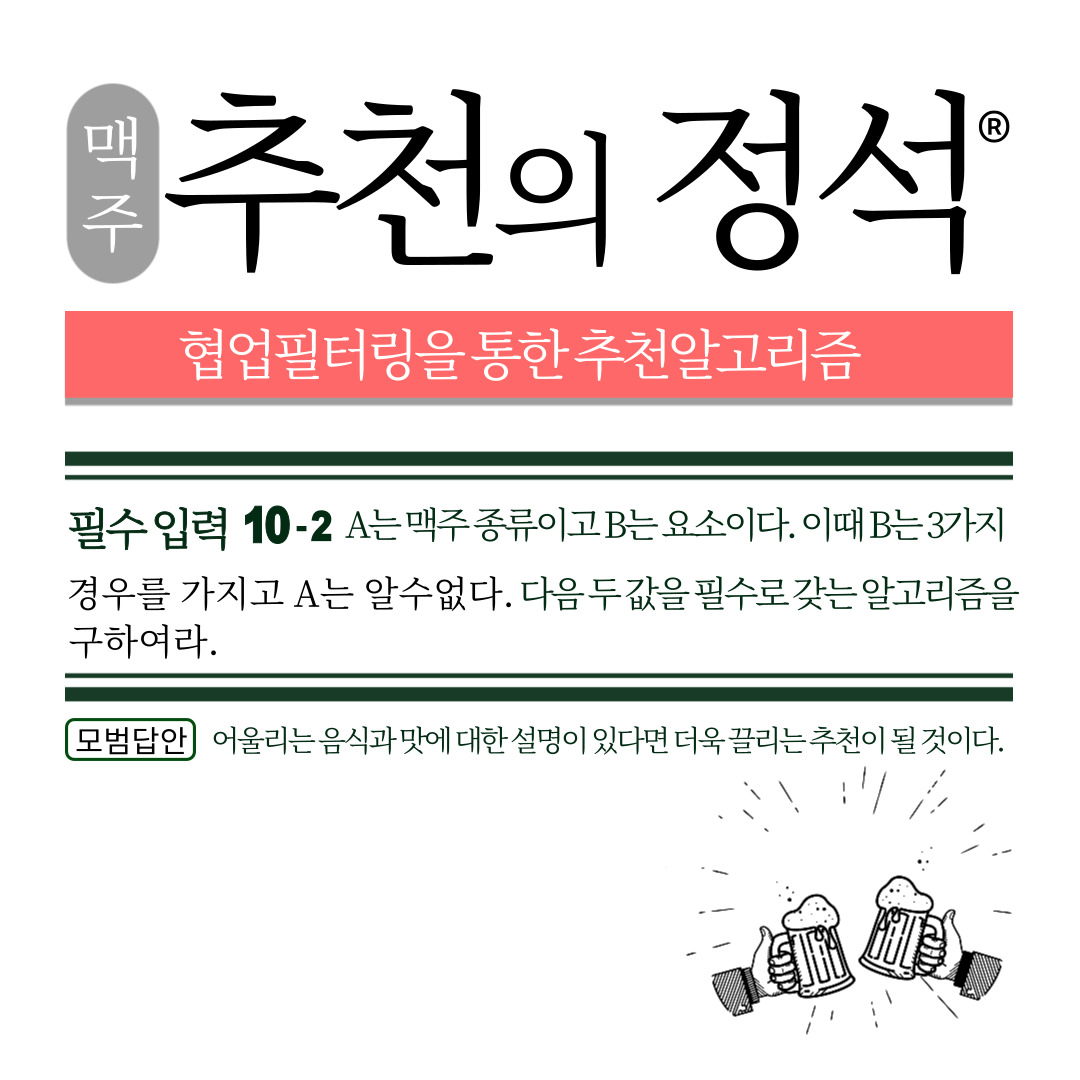 맥주
추천의 정석®
협업필터링을 통한 추천알고리즘
필수 입력 10-2 A는 맥주 종류이고 B는 요소이다. 이때 B는 3가지
경우를 가지고 A는 알수없다. 다음 두 값을 필수로 갖는 알고리즘을
구하여라.
모범답안 어울리는 음식과 맛에 대한 설명이 있다면 더욱 끌리는 추천이 될 것이다.